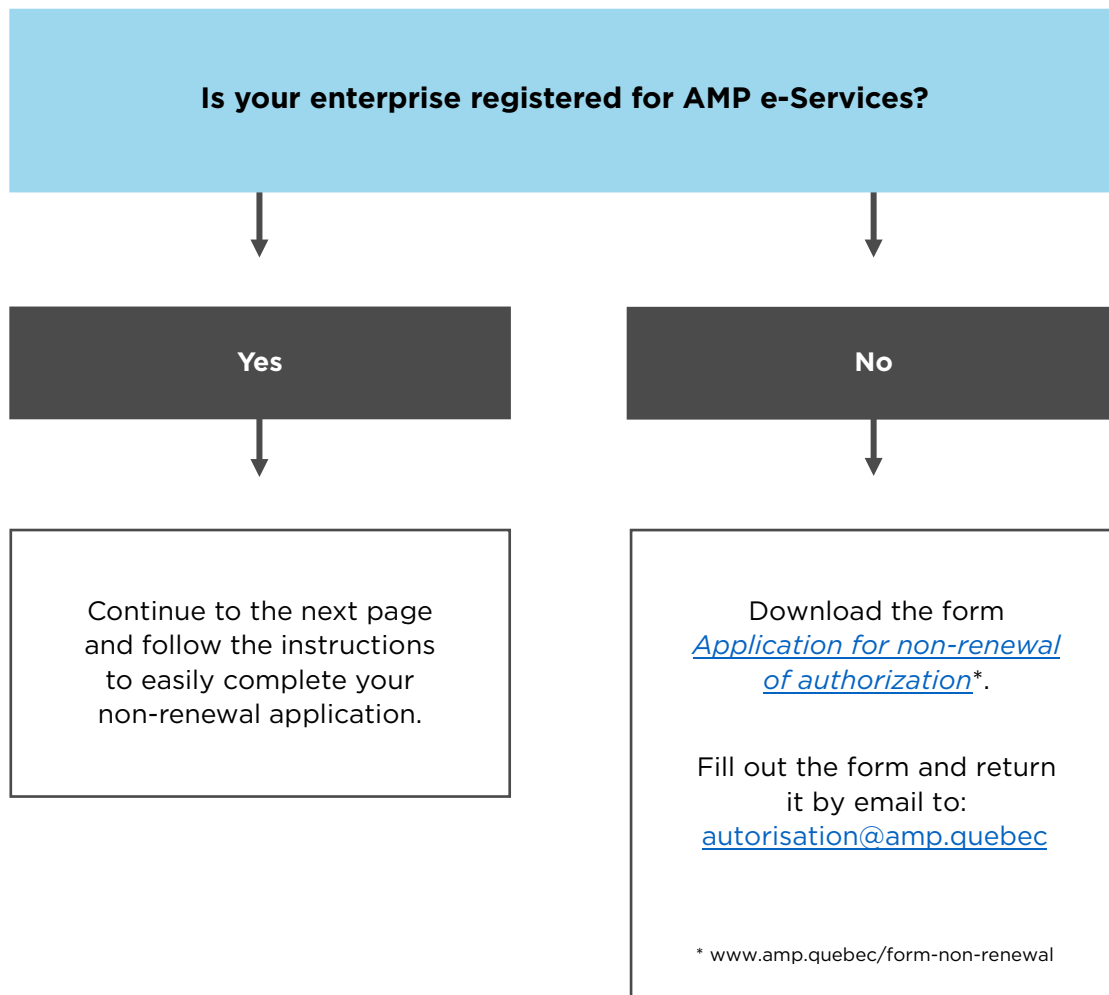 Is your enterprise registered for AMP e-Services?
Yes
No
Continue to the next page
and follow the instructions
to easily complete your
non-renewal application.
Download the form
Application for non-renewal
of authorization*.
Fill out the form and return
it by email to:
autorisation@amp.quebec
* www.amp.quebec/form-non-renewal